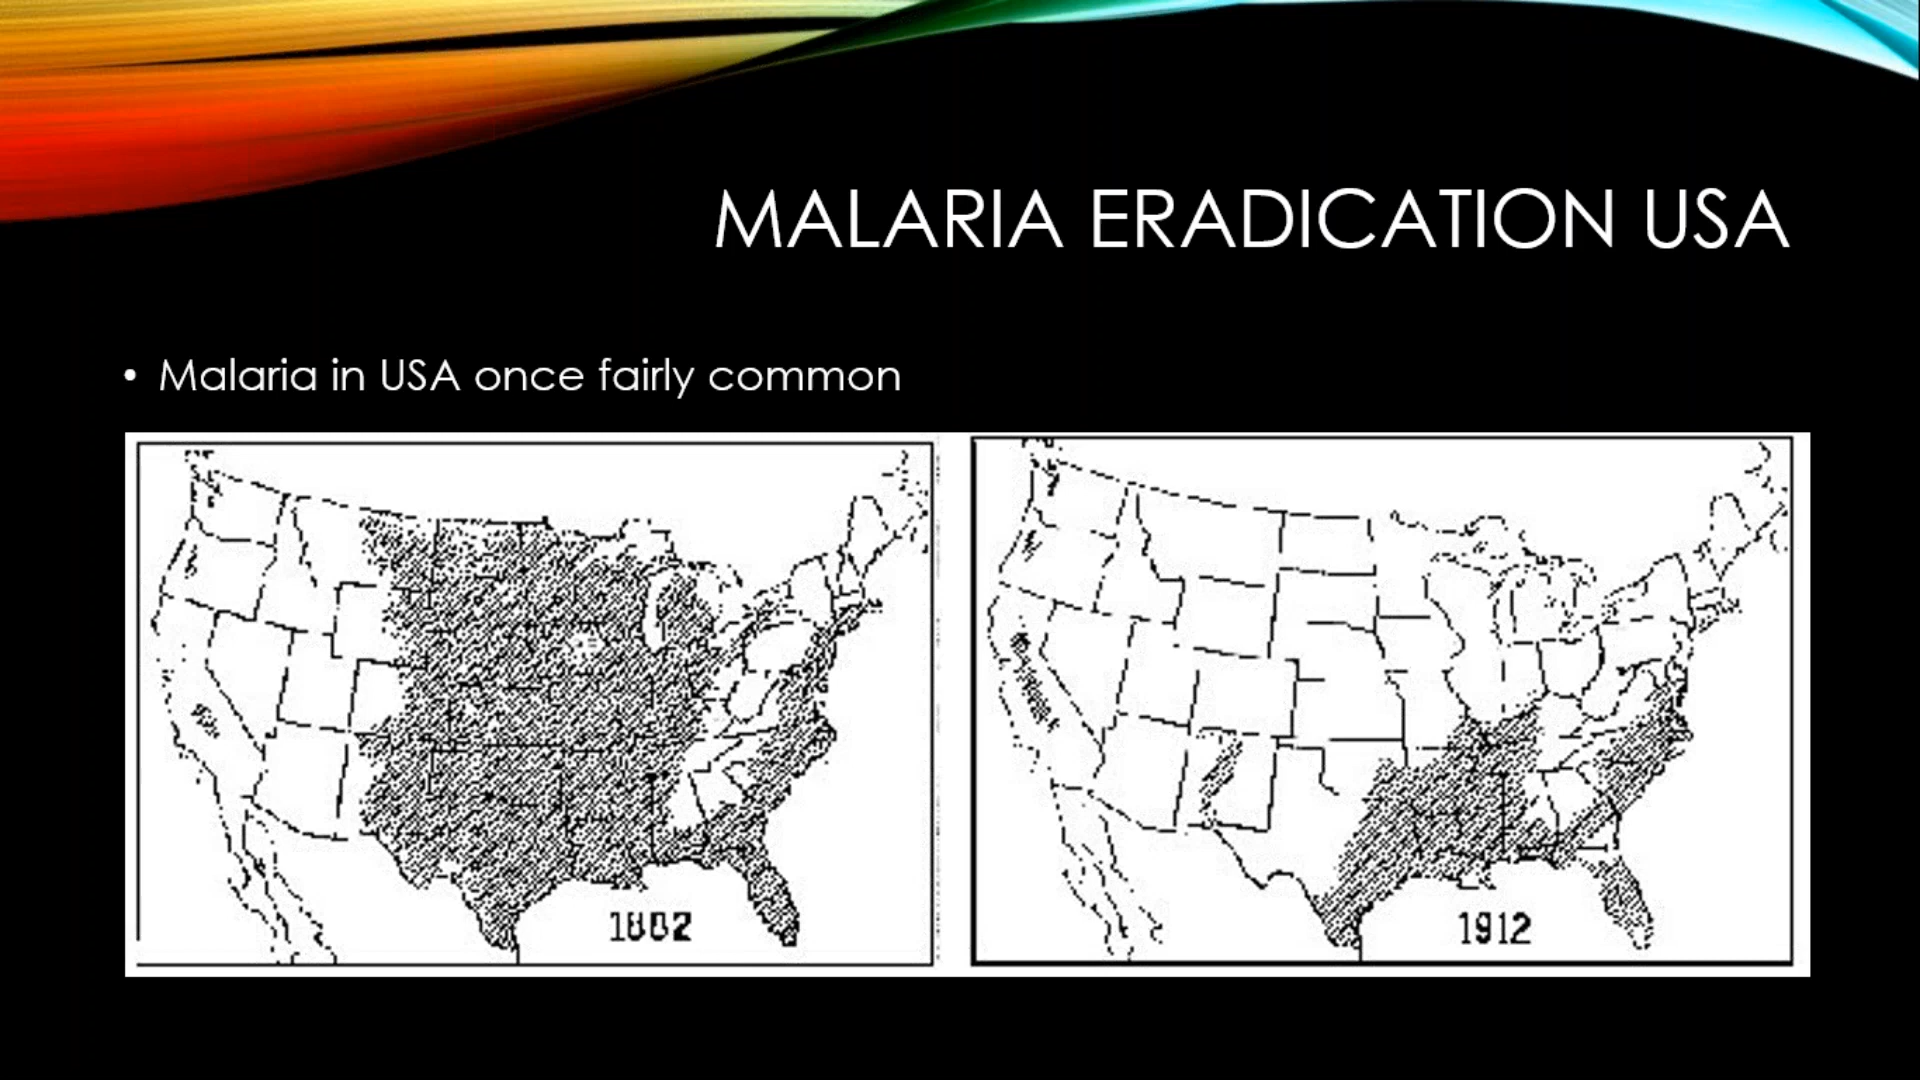 MALARIA ERADICATION USA
• Malaria in USA once fairly common
1882
1912